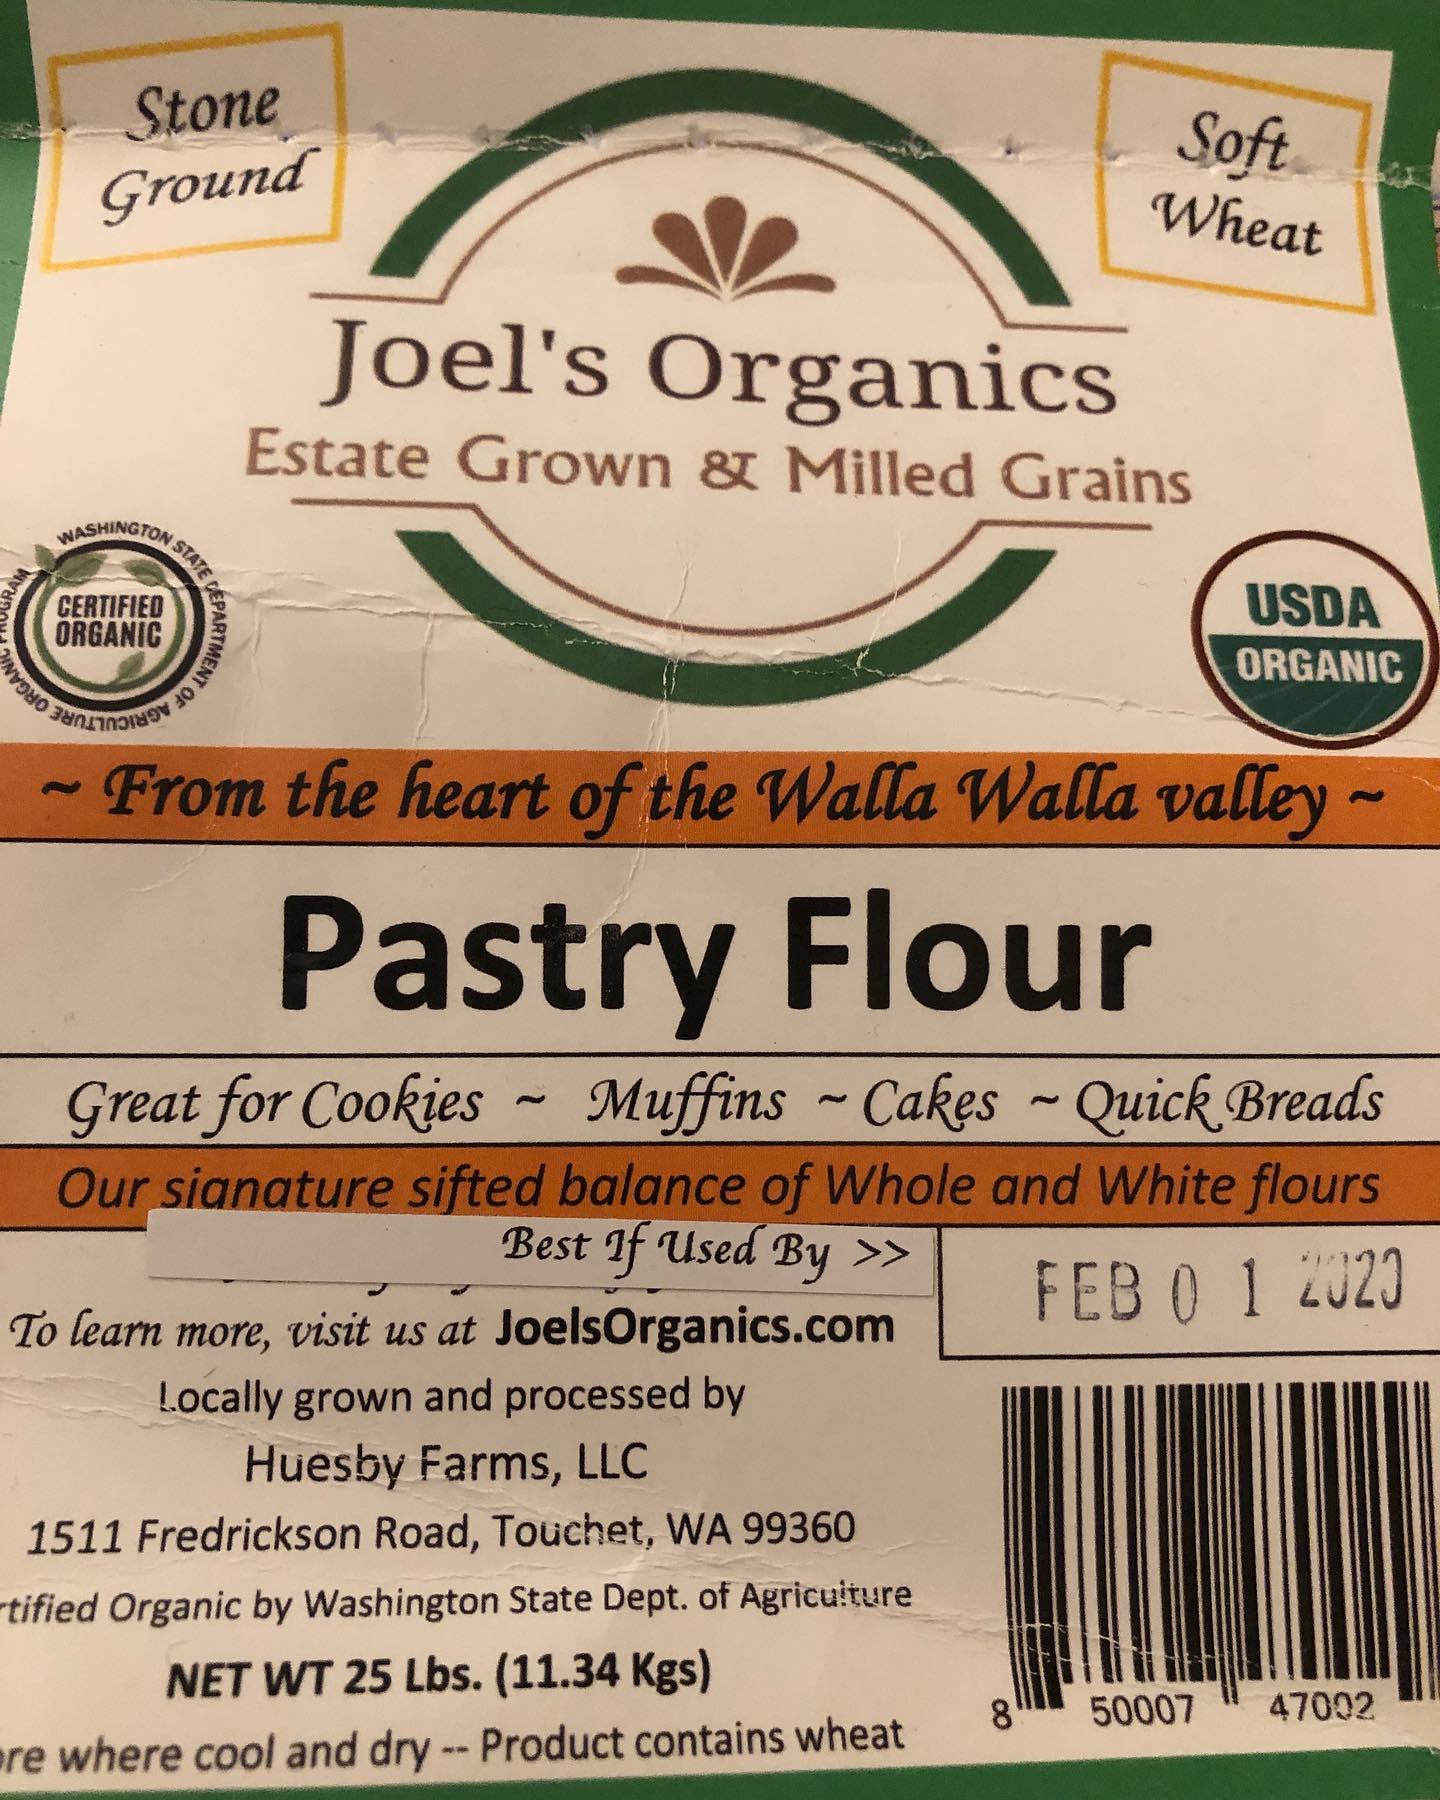 Stone
Ground
Soft
Wheat
Joel's Organics
Estate Grown & Milled Grains
WASHINGTON STATE DEPARTMENT OF AGRICULTURE ORGANIC PROGRAM
CERTIFIED
ORGANIC
USDA
ORGANIC
~ From the heart of the Walla Walla valley ~
Pastry Flour
Great for Cookies ~ Muffins ~ Cakes ~ Quick Breads
Our signature sifted balance of Whole and White flours
Best If Used By >>
FEB 0 1 2020
To learn more, visit us at JoelsOrganics.com
Locally grown and processed by
Huesby Farms, LLC
1511 Fredrickson Road, Touchet, WA 99360
rtified Organic by Washington State Dept. of Agriculture
NET WT 25 Lbs. (11.34 Kgs)
ore where cool and dry -- Product contains wheat
8 50007 47002